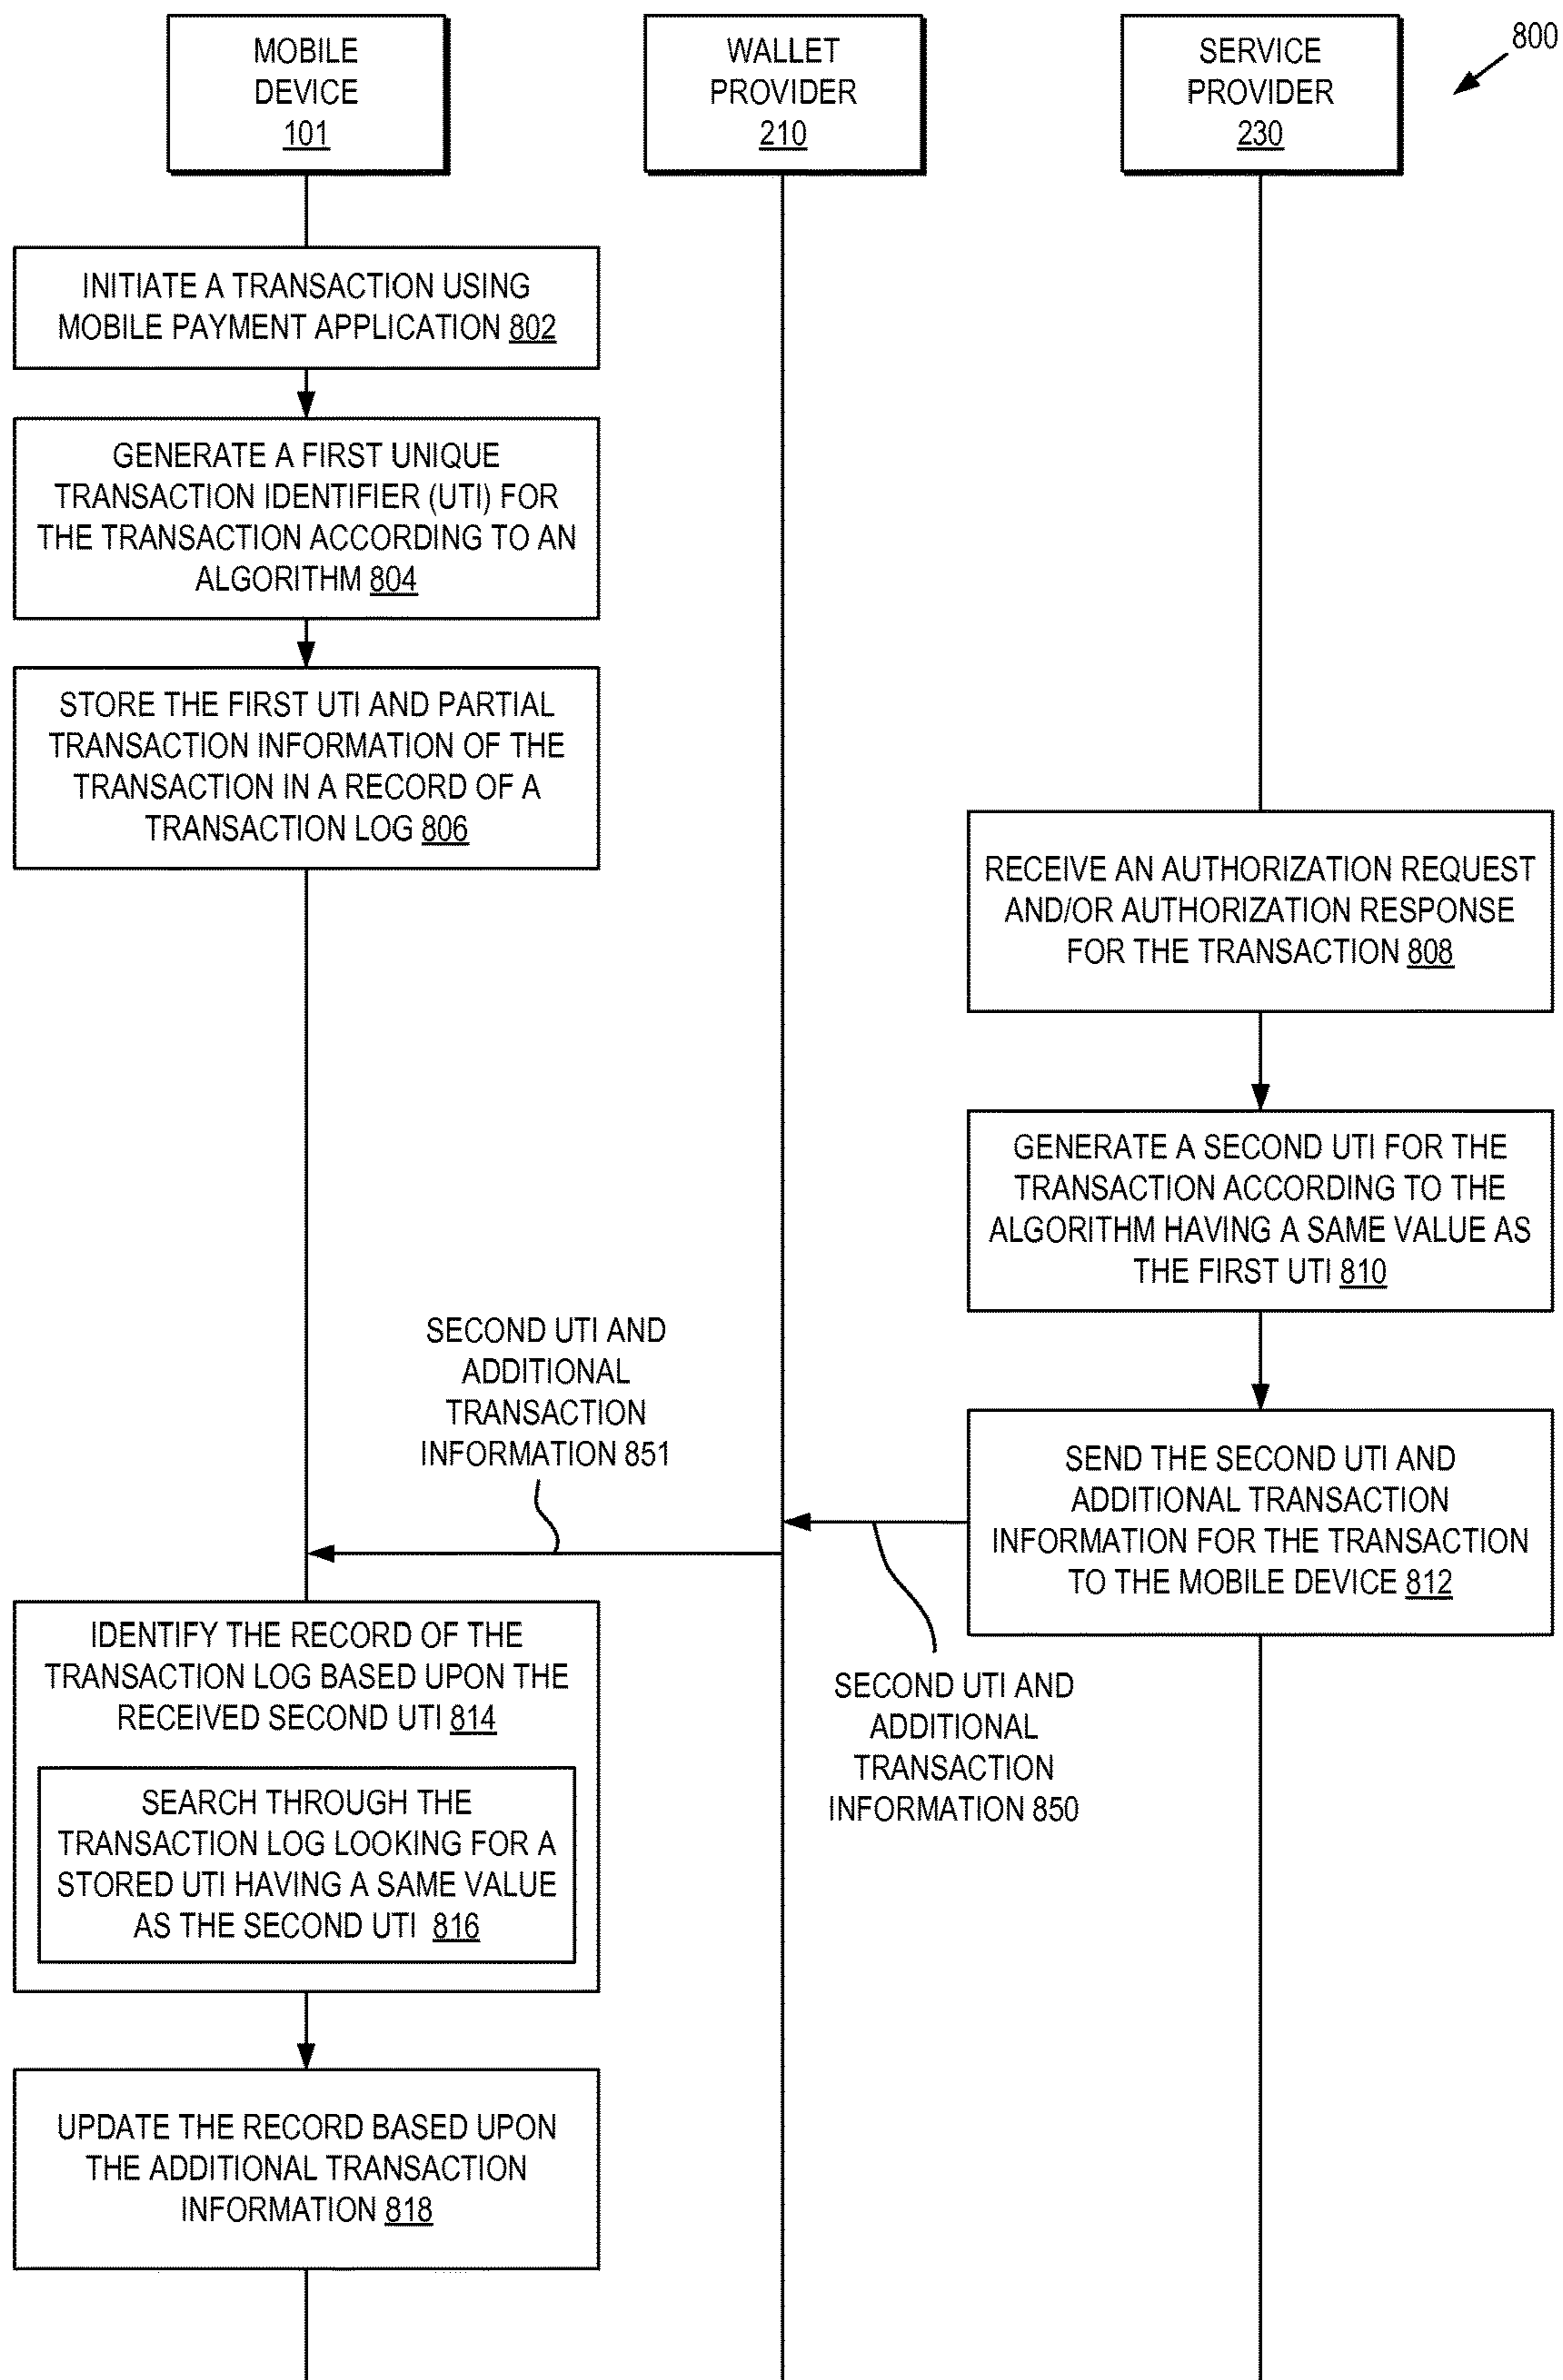 MOBILE
DEVICE
101
WALLET
PROVIDER
210
SERVICE
PROVIDER
230
800
INITIATE A TRANSACTION USING
MOBILE PAYMENT APPLICATION 802
GENERATE A FIRST UNIQUE
TRANSACTION IDENTIFIER (UTI) FOR
THE TRANSACTION ACCORDING TO AN
ALGORITHM 804
STORE THE FIRST UTI AND PARTIAL
TRANSACTION INFORMATION OF THE
TRANSACTION IN A RECORD OF A
TRANSACTION LOG 806
RECEIVE AN AUTHORIZATION REQUEST
AND/OR AUTHORIZATION RESPONSE
FOR THE TRANSACTION 808
GENERATE A SECOND UTI FOR THE
TRANSACTION ACCORDING TO THE
ALGORITHM HAVING A SAME VALUE AS
THE FIRST UTI 810
SECOND UTI AND
ADDITIONAL
TRANSACTION
INFORMATION 851
SEND THE SECOND UTI AND
ADDITIONAL TRANSACTION
INFORMATION FOR THE TRANSACTION
TO THE MOBILE DEVICE 812
SECOND UTI AND
ADDITIONAL
TRANSACTION
INFORMATION 850
IDENTIFY THE RECORD OF THE
TRANSACTION LOG BASED UPON THE
RECEIVED SECOND UTI 814
SEARCH THROUGH THE
TRANSACTION LOG LOOKING FOR A
STORED UTI HAVING A SAME VALUE
AS THE SECOND UTI 816
UPDATE THE RECORD BASED UPON
THE ADDITIONAL TRANSACTION
INFORMATION 818